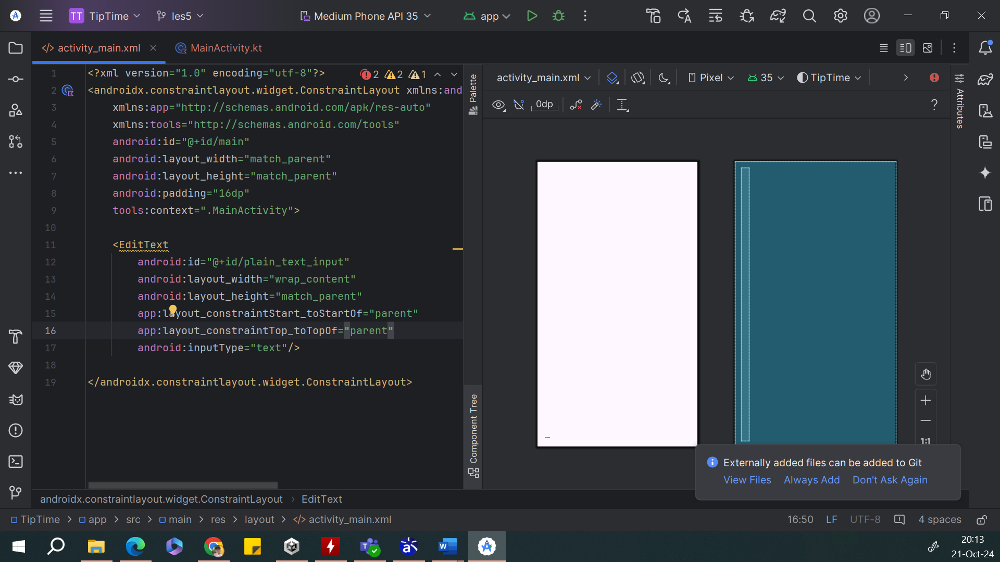 TT TipTime les5 Medium Phone API 35 app
activity_main.xml MainActivity.kt
1 <?xml version="1.0" encoding="utf-8"?> 2 2 1
2 <androidx.constraintlayout.widget.ConstraintLayout xmlns:and
3 xmlns:app="http://schemas.android.com/apk/res-auto"
4 xmlns:tools="http://schemas.android.com/tools"
5 android:id="@+id/main"
6 android:layout_width="match_parent"
7 android:layout_height="match_parent"
8 android:padding="16dp"
9 tools:context=".MainActivity">
10
11 <EditText
12 android:id="@+id/plain_text_input"
13 android:layout_width="wrap_content"
14 android:layout_height="match_parent"
15 app:layout_constraintStart_toStartOf="parent"
16 app:layout_constraintTop_toTopOf="parent"
17 android:inputType="text"/>
18
19 </androidx.constraintlayout.widget.ConstraintLayout>
Palette
Component Tree
activity_main.xml Pixel 35 TipTime
0dp ?
Attributes
1:1
Externally added files can be added to Git
View Files Always Add Don't Ask Again
androidx.constraintlayout.widget.ConstraintLayout › EditText
TipTime > app > src > main > res > layout > activity_main.xml 16:50 LF UTF-8 4 spaces
20:13
21-Oct-24